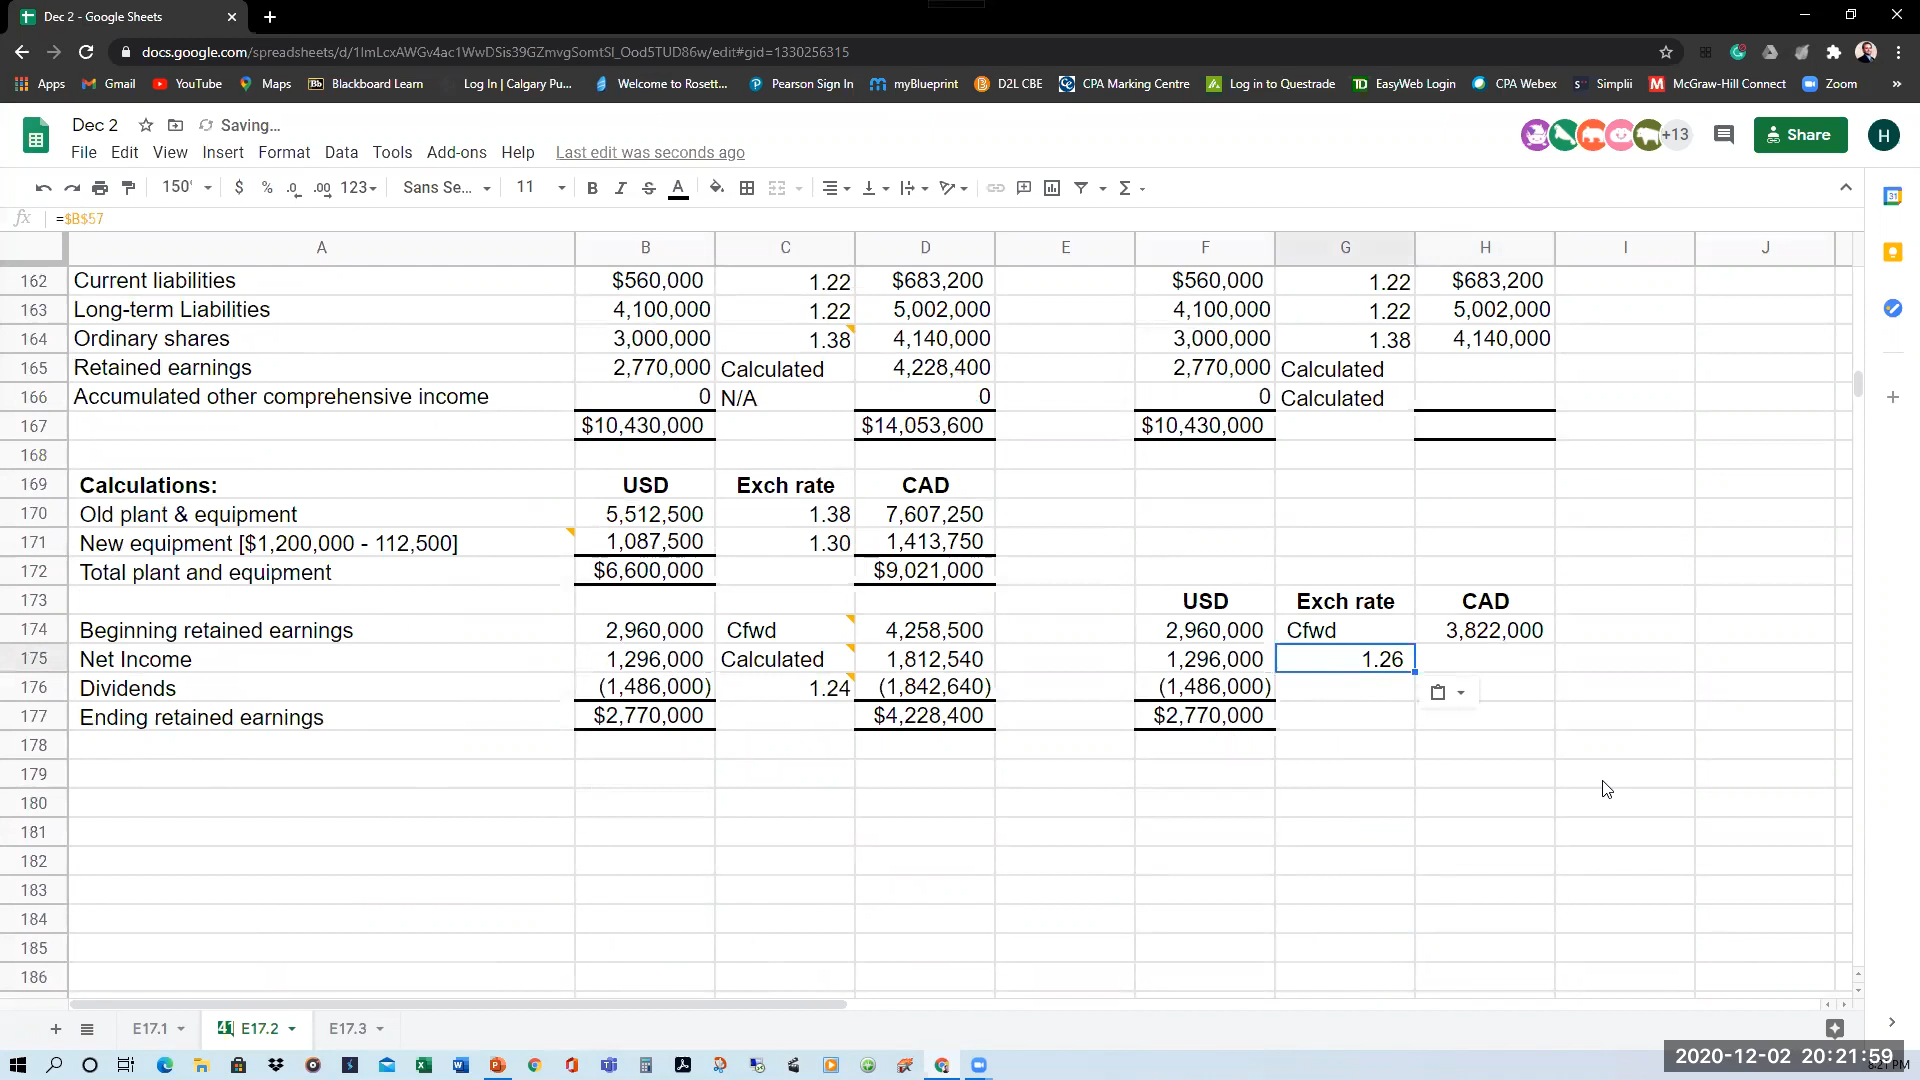 Dec 2 - Google Sheets
docs.google.com/spreadsheets/d/1ImLcxAWGv4ac1WwDSis39GZmvgSomtSI_Ood5TUD86w/edit#gid=1330256315
Apps Gmail YouTube Maps Bb Blackboard Learn Log In | Calgary Pu... Welcome to Rosett... Pearson Sign In myBlueprint D2L CBE CPA Marking Centre Log in to Questrade TD EasyWeb Login CPA Webex Simplii M McGraw-Hill Connect Zoom »
Dec 2 Saving... +13 Share H
File Edit View Insert Format Data Tools Add-ons Help Last edit was seconds ago
150% $ % .0 .00 123 Sans Se... 11 B I S A Σ
fx =$B$57
A B C D E F G H I J
162 Current liabilities $560,000 1.22 $683,200 $560,000 1.22 $683,200
163 Long-term Liabilities 4,100,000 1.22 5,002,000 4,100,000 1.22 5,002,000
164 Ordinary shares 3,000,000 1.38 4,140,000 3,000,000 1.38 4,140,000
165 Retained earnings 2,770,000 Calculated 4,228,400 2,770,000 Calculated
166 Accumulated other comprehensive income 0 N/A 0 0 Calculated
167 $10,430,000 $14,053,600 $10,430,000
168
169 Calculations: USD Exch rate CAD
170 Old plant & equipment 5,512,500 1.38 7,607,250
171 New equipment [$1,200,000 - 112,500] 1,087,500 1.30 1,413,750
172 Total plant and equipment $6,600,000 $9,021,000
173 USD Exch rate CAD
174 Beginning retained earnings 2,960,000 Cfwd 4,258,500 2,960,000 Cfwd 3,822,000
175 Net Income 1,296,000 Calculated 1,812,540 1,296,000 1.26
176 Dividends (1,486,000) 1.24 (1,842,640) (1,486,000)
177 Ending retained earnings $2,770,000 $4,228,400 $2,770,000
178
179
180
181
182
183
184
185
186
E17.1 E17.2 E17.3
2020-12-02 20:21:59